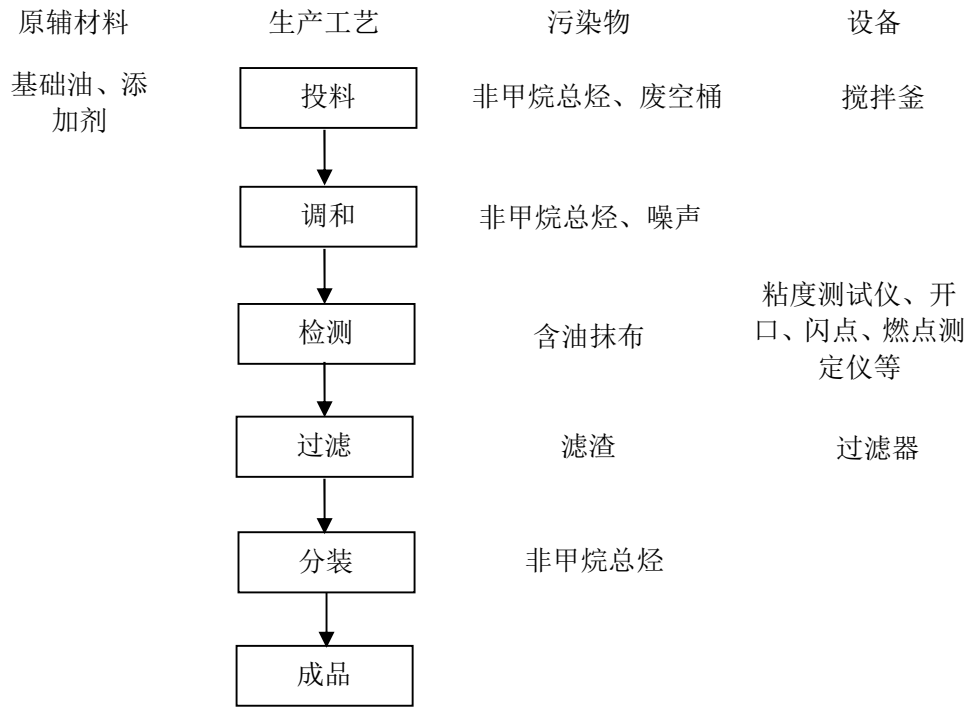 原辅材料 生产工艺 污染物 设备
基础油、添
加剂
投料 非甲烷总烃、废空桶 搅拌釜
调和 非甲烷总烃、噪声
检测 含油抹布
粘度测试仪、开
口、闪点、燃点测
定仪等
过滤 滤渣 过滤器
分装 非甲烷总烃
成品